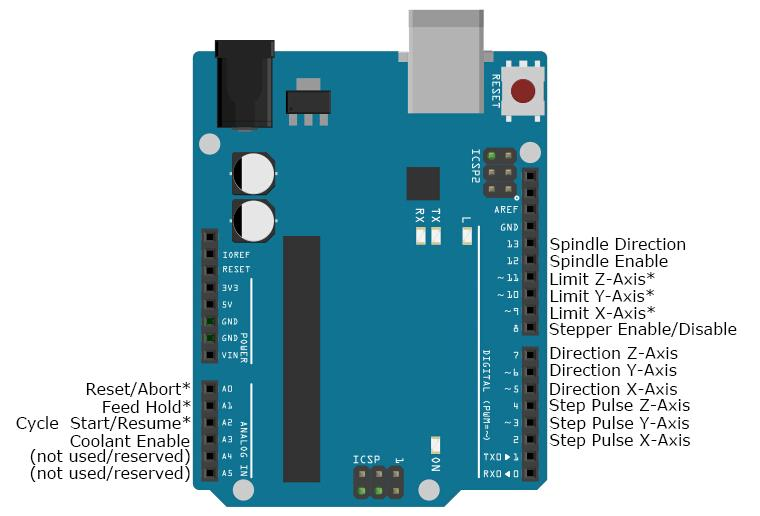 RESET
ICSP2
AREF
GND
RX
TX
L
13 Spindle Direction
12 Spindle Enable
~11 Limit Z-Axis*
~10 Limit Y-Axis*
~9 Limit X-Axis*
8 Stepper Enable/Disable
IOREF
RESET
3V3
5V
GND
GND
VIN
POWER
7 Direction Z-Axis
~6 Direction Y-Axis
~5 Direction X-Axis
4 Step Pulse Z-Axis
~3 Step Pulse Y-Axis
2 Step Pulse X-Axis
TX0▶1
RX0◀0
DIGITAL (PWM=~)
Reset/Abort* A0
Feed Hold* A1
Cycle Start/Resume* A2
Coolant Enable A3
(not used/reserved) A4
(not used/reserved) A5
ANALOG IN
ON
ICSP
1